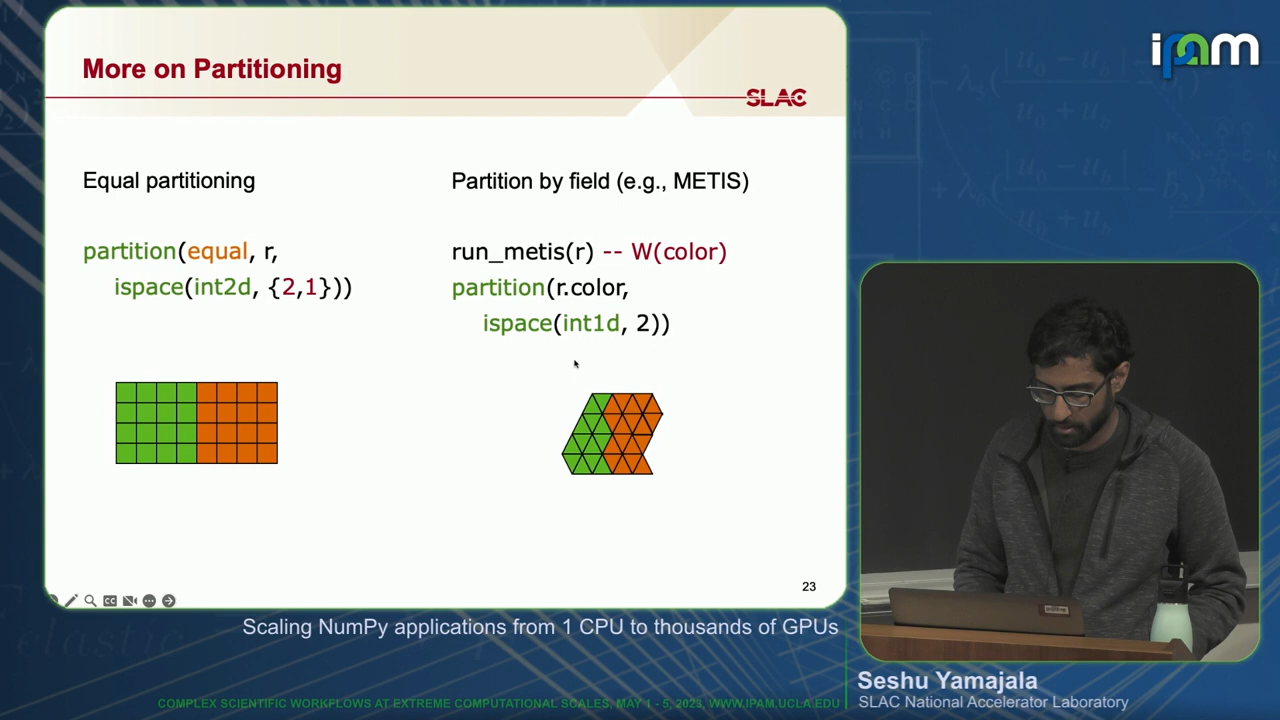 More on Partitioning
SLAC
Equal partitioning
partition(equal, r,
ispace(int2d, {2,1}))
Partition by field (e.g., METIS)
run_metis(r) -- W(color)
partition(r.color,
ispace(int1d, 2))
23
CC
ipam
Scaling NumPy applications from 1 CPU to thousands of GPUs
Seshu Yamajala
SLAC National Accelerator Laboratory
COMPLEX SCIENTIFIC WORKFLOWS AT EXTREME COMPUTATIONAL SCALES, MAY 1 - 5, 2023, WWW.IPAM.UCLA.EDU
elastic